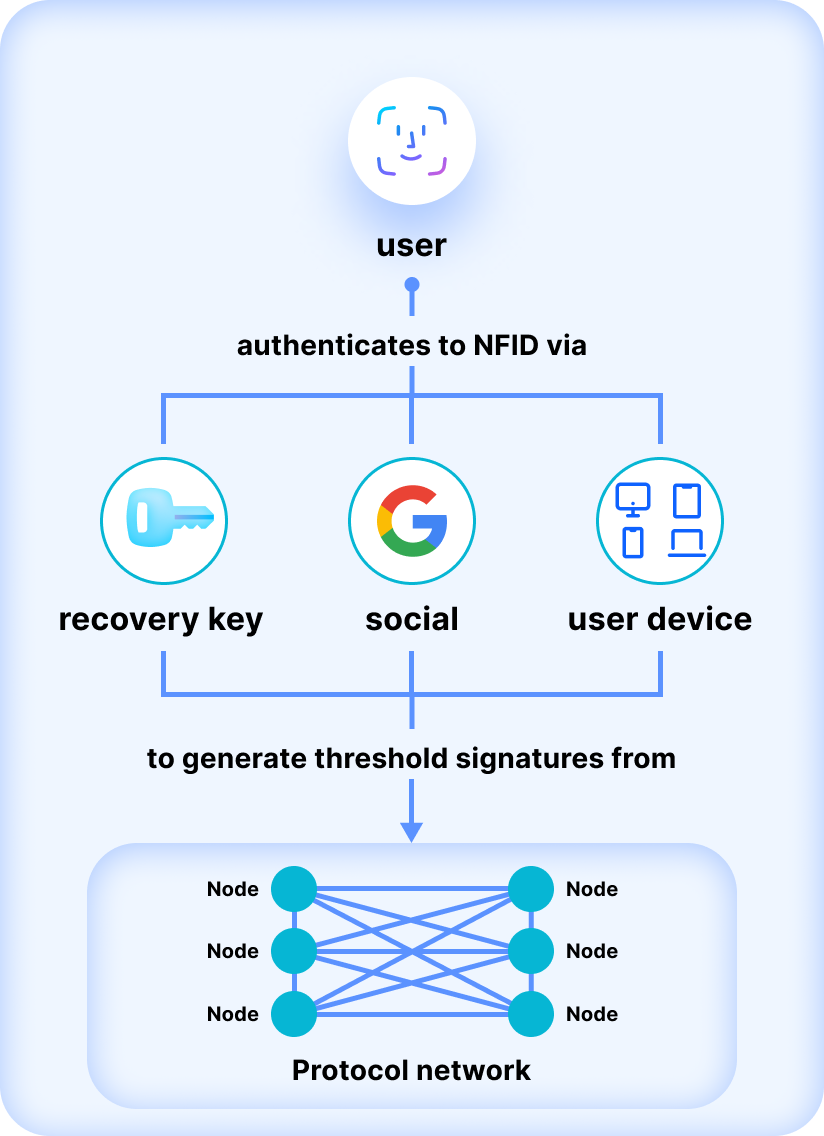 user
authenticates to NFID via
recovery key
social
user device
to generate threshold signatures from
Node
Node
Node
Node
Node
Node
Protocol network